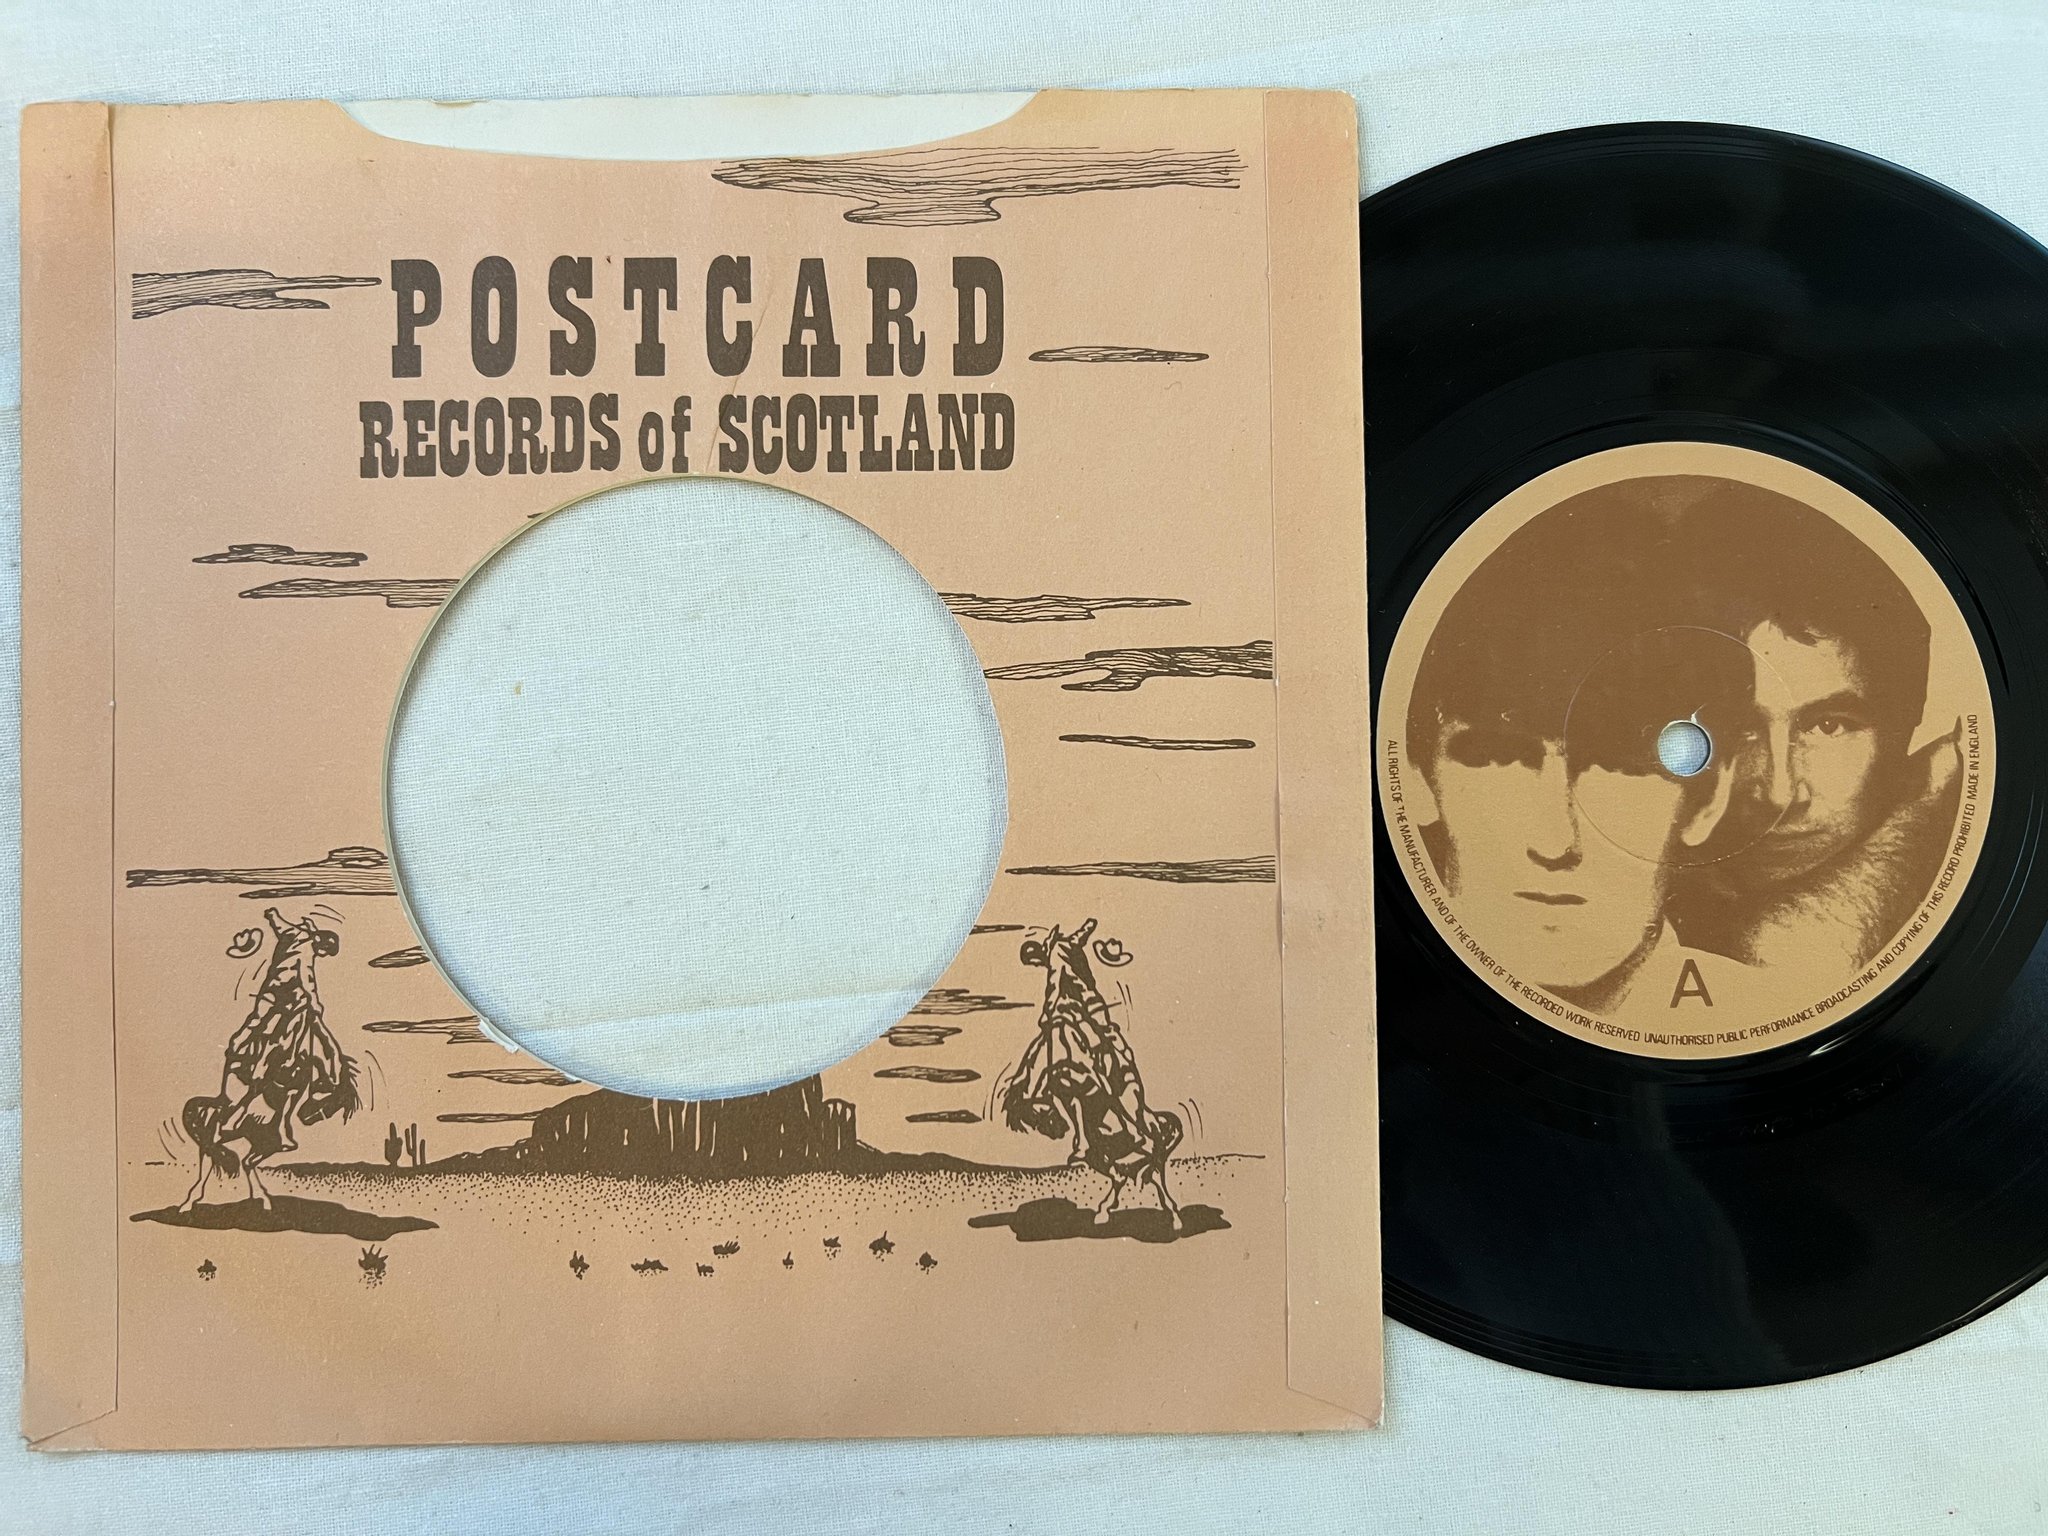 POSTCARD
RECORDS of SCOTLAND
A
ALL RIGHTS OF THE MANUFACTURER AND OF THE OWNER OF THE RECORDED WORK RESERVED UNAUTHORISED PUBLIC PERFORMANCE BROADCASTING AND COPYING OF THIS RECORD PROHIBITED MADE IN ENGLAND